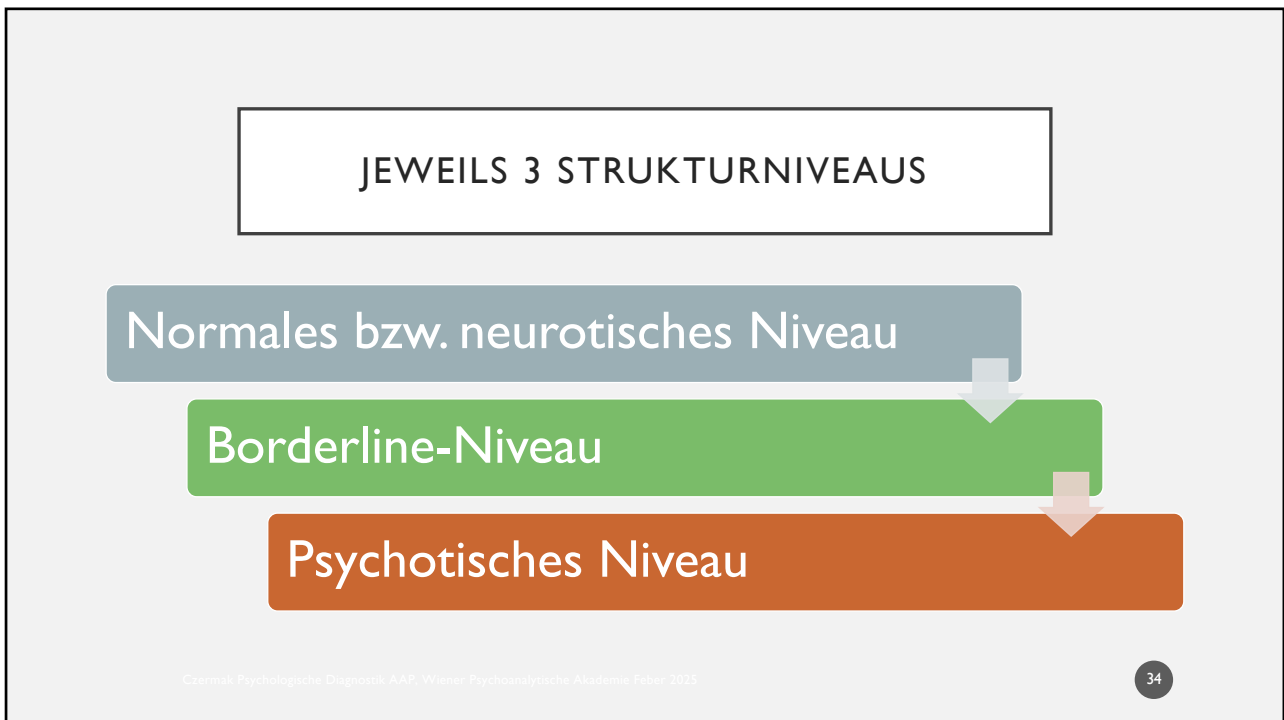 JEWEILS 3 STRUKTURNIVEAUS
Normales bzw. neurotisches Niveau
Borderline-Niveau
Psychotisches Niveau
Czermak Psychologische Diagnostik AAP, Wiener Psychoanalytische Akademie Feber 2025
34